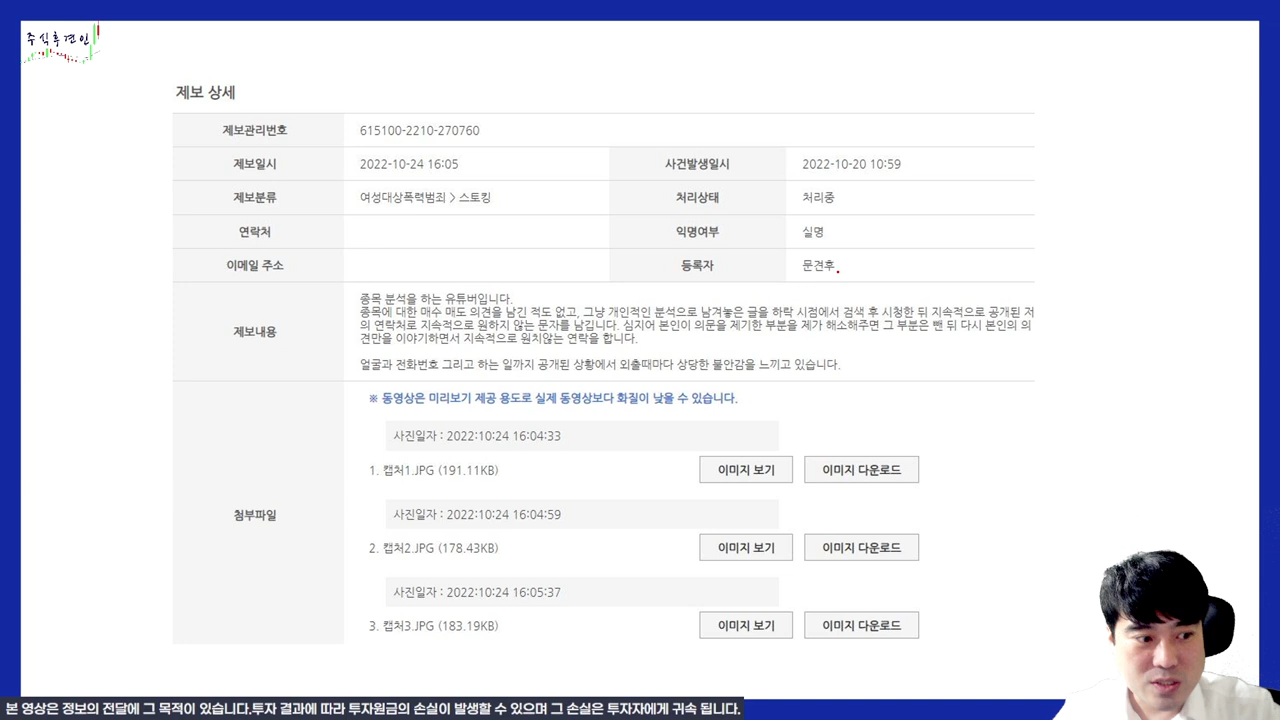 주식후견인
제보 상세
제보관리번호 615100-2210-270760
제보일시 2022-10-24 16:05 사건발생일시 2022-10-20 10:59
제보분류 여성대상폭력범죄 > 스토킹 처리상태 처리중
연락처 익명여부 실명
이메일 주소 등록자 문견후
제보내용
종목 분석을 하는 유튜버입니다.
종목에 대한 매수 매도 의견을 남긴 적도 없고, 그냥 개인적인 분석으로 남겨놓은 글을 하락 시점에서 검색 후 시청한 뒤 지속적으로 공개된 저
의 연락처로 지속적으로 원하지 않는 문자를 남깁니다. 심지어 본인이 의문을 제기한 부분을 제가 해소해주면 그 부분은 뺀 뒤 다시 본인의 의
견만을 이야기하면서 지속적으로 원치않는 연락을 합니다.
얼굴과 전화번호 그리고 하는 일까지 공개된 상황에서 외출때마다 상당한 불안감을 느끼고 있습니다.
첨부파일
※ 동영상은 미리보기 제공 용도로 실제 동영상보다 화질이 낮을 수 있습니다.
사진일자 : 2022:10:24 16:04:33
1. 캡처1.JPG (191.11KB) 이미지 보기 이미지 다운로드
사진일자 : 2022:10:24 16:04:59
2. 캡처2.JPG (178.43KB) 이미지 보기 이미지 다운로드
사진일자 : 2022:10:24 16:05:37
3. 캡처3.JPG (183.19KB) 이미지 보기 이미지 다운로드
본 영상은 정보의 전달에 그 목적이 있습니다.투자 결과에 따라 투자원금의 손실이 발생할 수 있으며 그 손실은 투자자에게 귀속 됩니다.